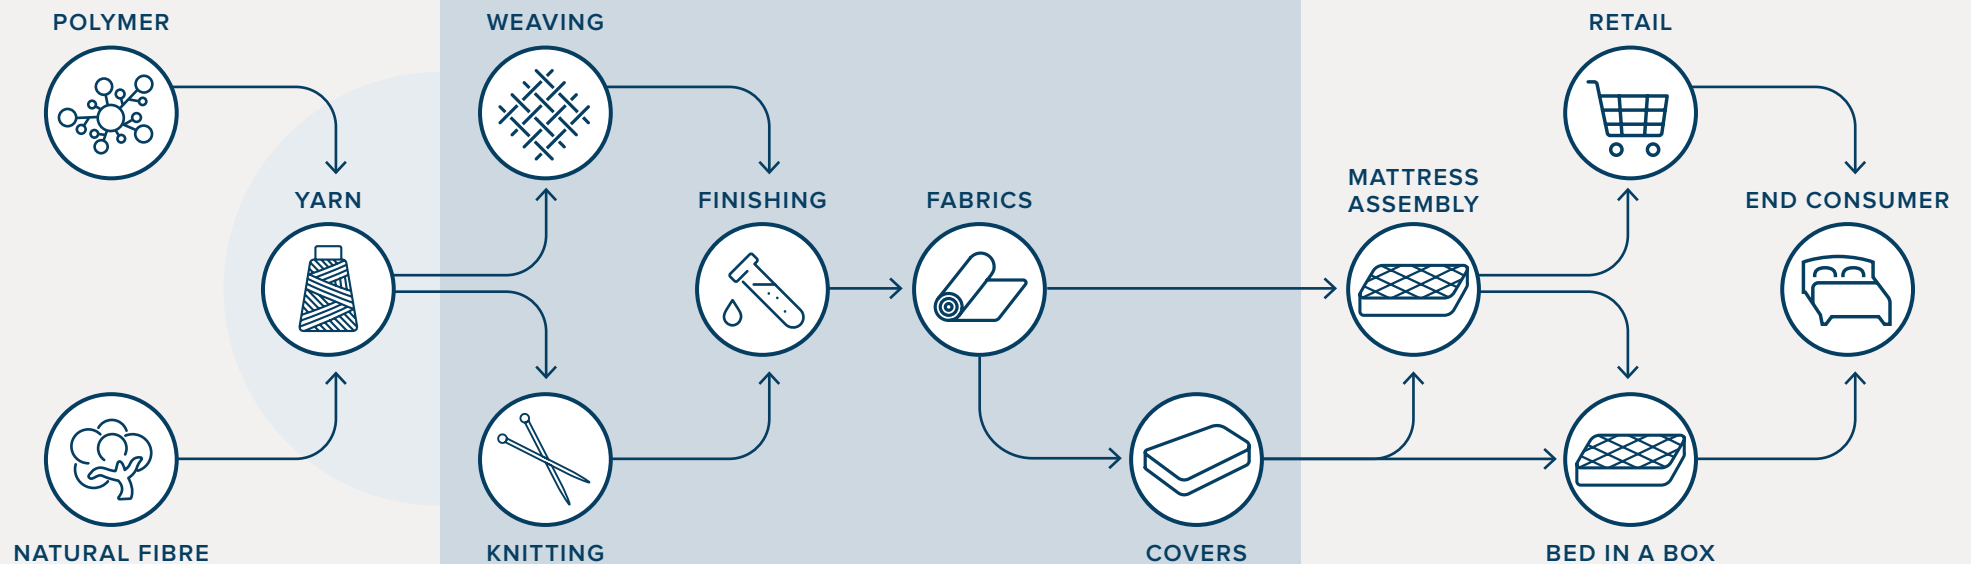 POLYMER
WEAVING
RETAIL
MATTRESS
ASSEMBLY
YARN
FINISHING
FABRICS
END CONSUMER
NATURAL FIBRE
KNITTING
COVERS
BED IN A BOX